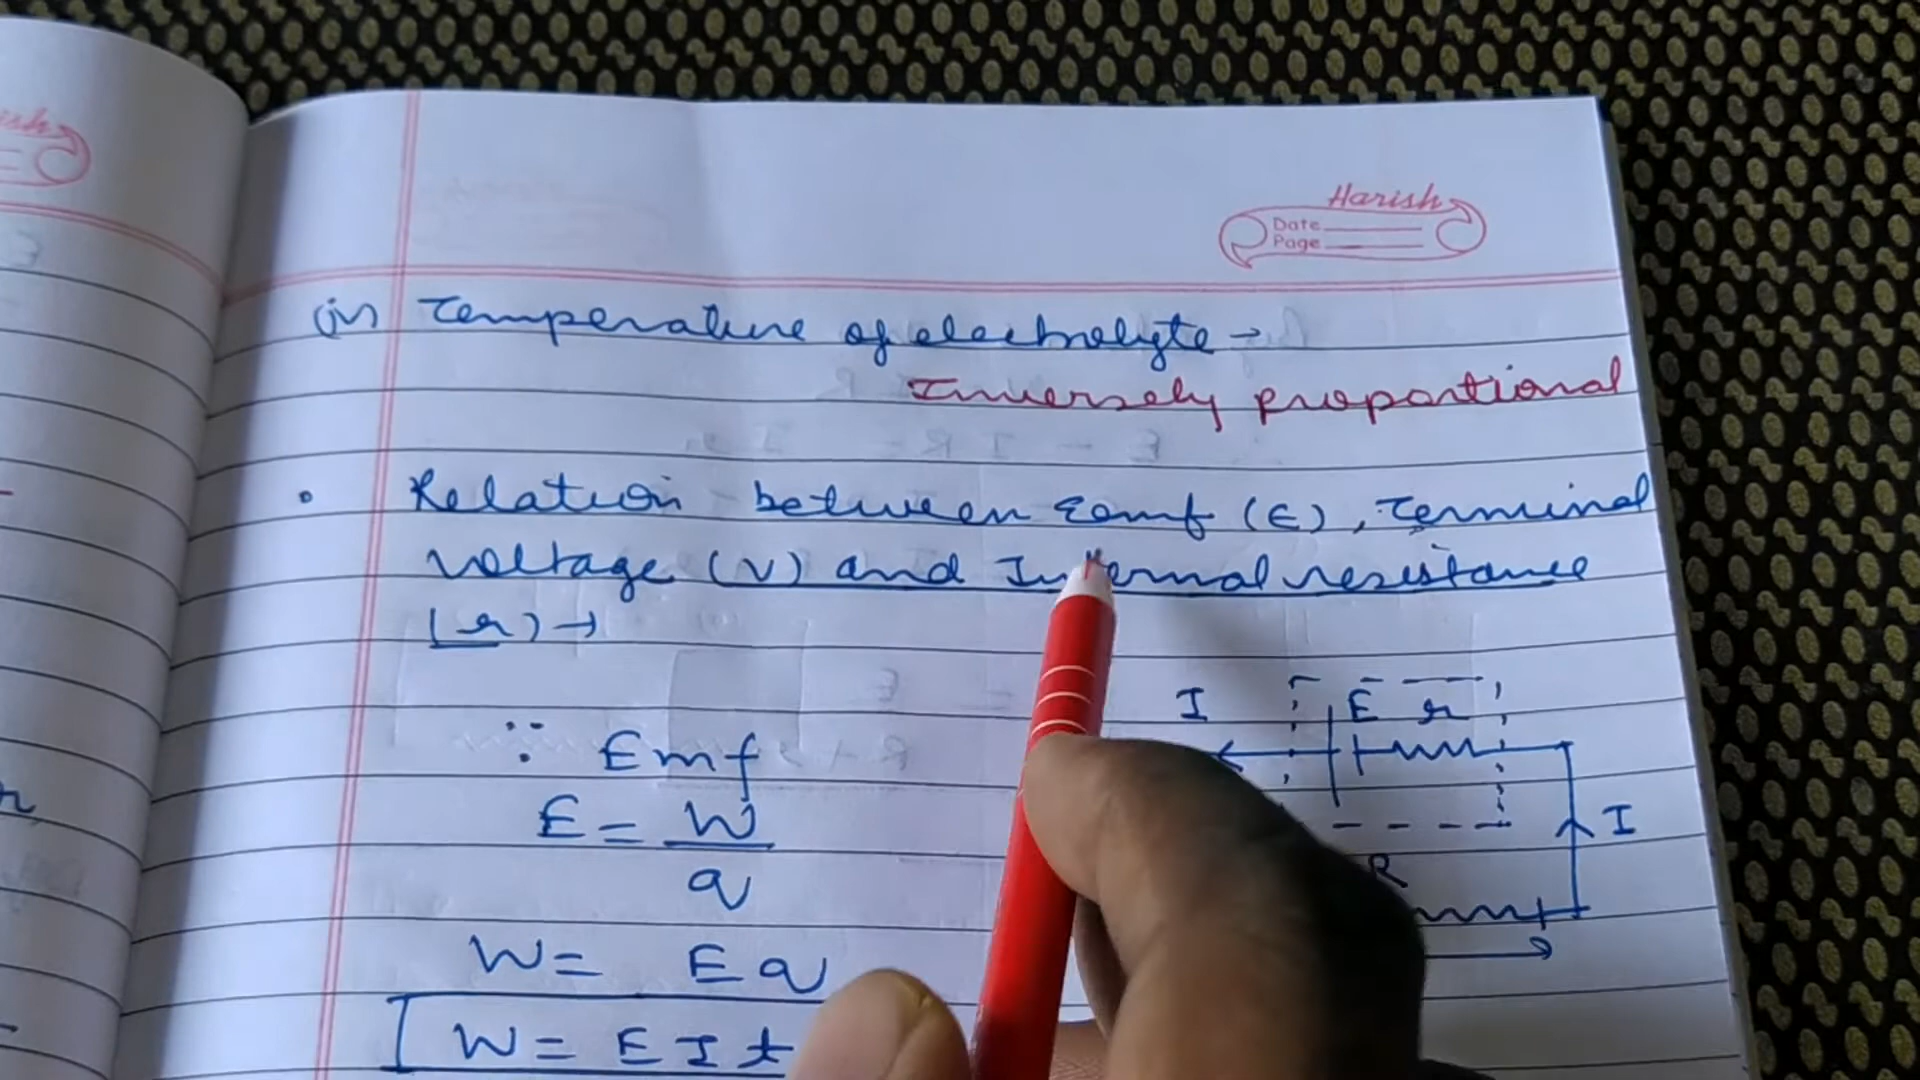 Harish
Date
Page
(iv) Temperature of electrolyte →
Inversely proportional
• Relation between Eemf (E), Terminal
voltage (V) and Internal resistance
(r) →
∵ Emf
E = W
q
W = Eq
W = EIt
I
E r
I
R